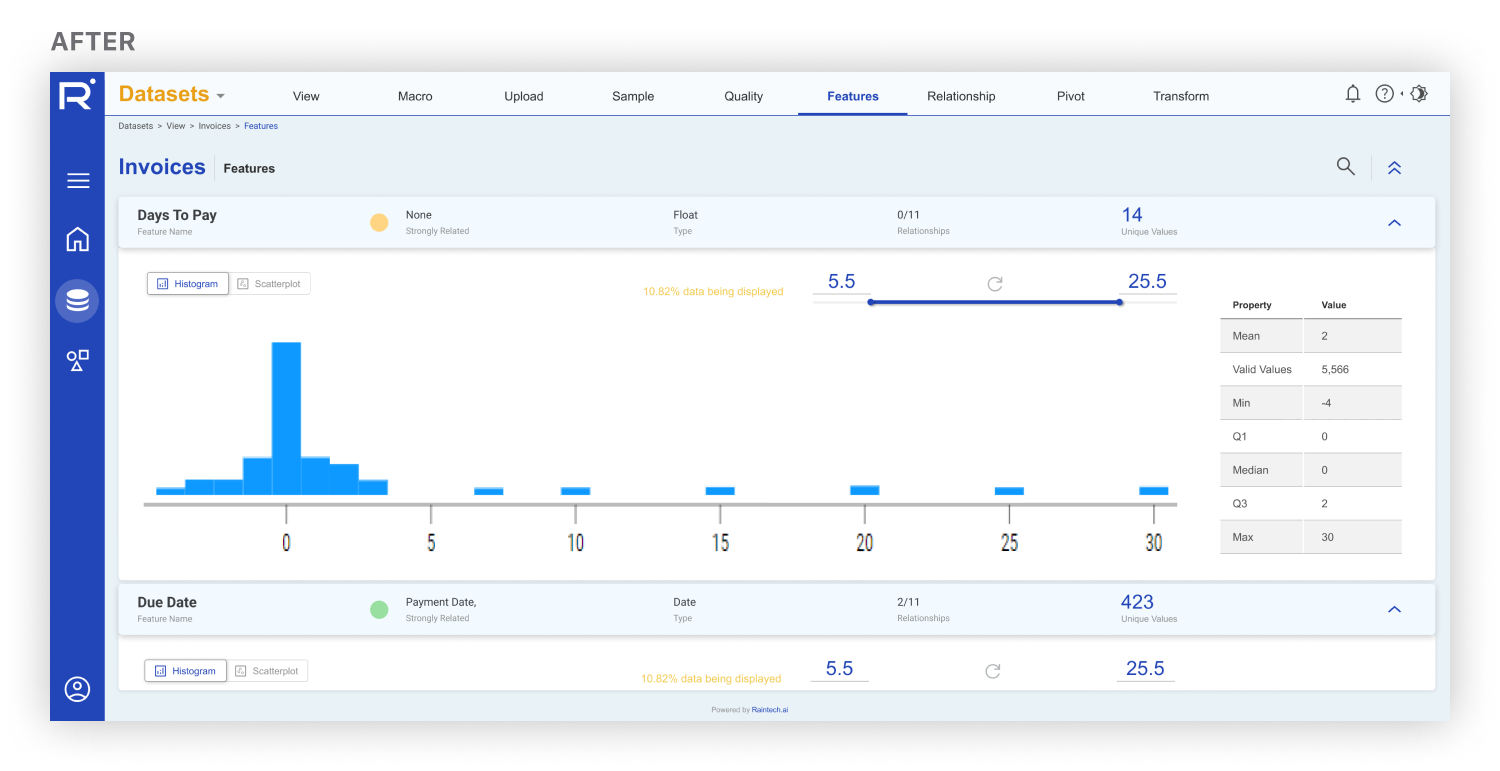 AFTER
Datasets View Macro Upload Sample Quality Features Relationship Pivot Transform
Datasets > View > Invoices > Features
Invoices Features
Days To Pay None Float 0/11 14
Feature Name Strongly Related Type Relationships Unique Values
Histogram Scatterplot 10.82% data being displayed 5.5 25.5
Property Value
Mean 2
Valid Values 5,566
Min -4
Q1 0
Median 0
Q3 2
Max 30
0 5 10 15 20 25 30
Due Date Payment Date, Date 2/11 423
Feature Name Strongly Related Type Relationships Unique Values
Histogram Scatterplot 10.82% data being displayed 5.5 25.5
Powered by Raintech.ai